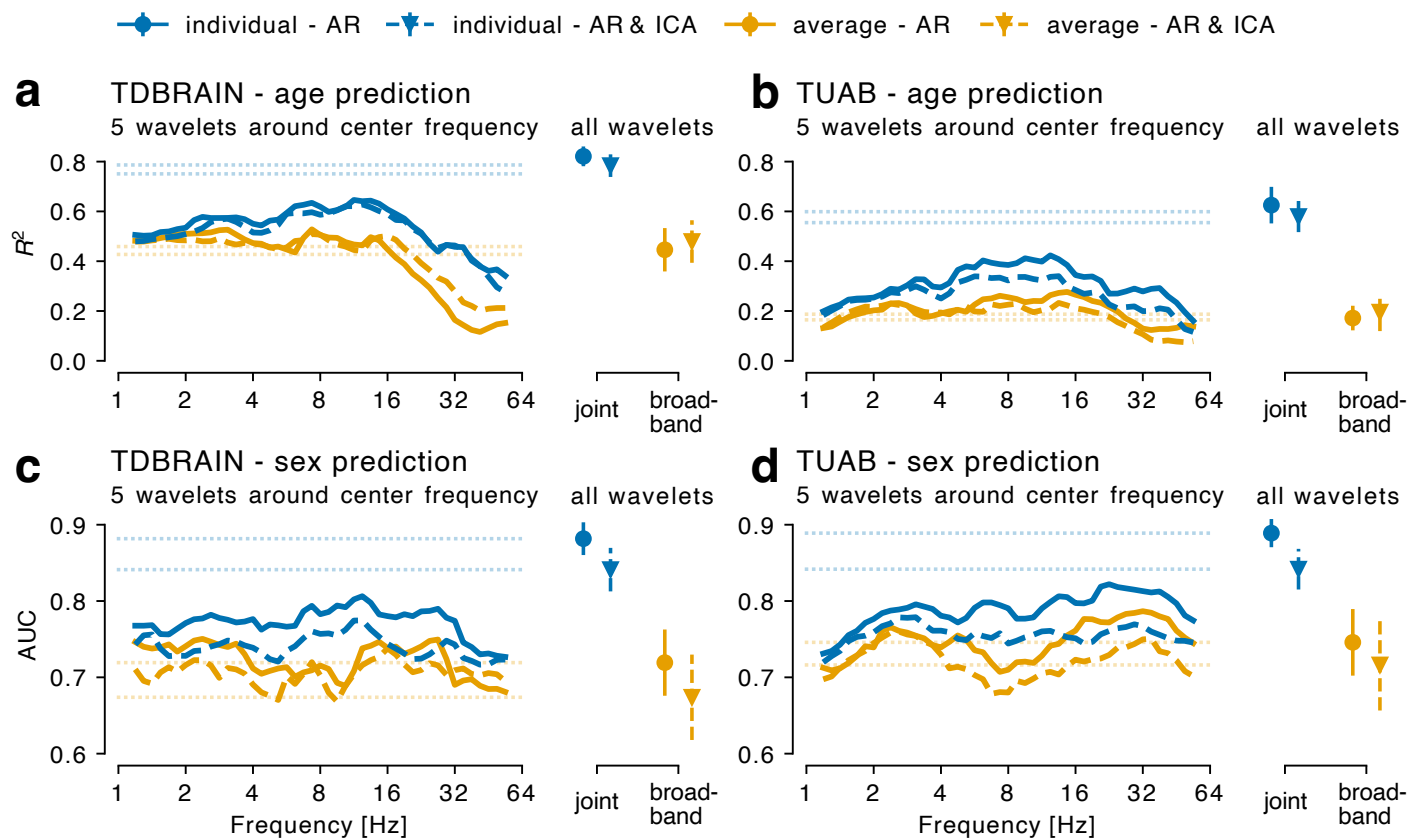 individual - AR individual - AR & ICA average - AR average - AR & ICA
a TDBRAIN - age prediction
5 wavelets around center frequency all wavelets
R²
0.8
0.6
0.4
0.2
0.0
1 2 4 8 16 32 64
joint broad-
band
b TUAB - age prediction
5 wavelets around center frequency all wavelets
0.8
0.6
0.4
0.2
0.0
1 2 4 8 16 32 64
joint broad-
band
c TDBRAIN - sex prediction
5 wavelets around center frequency all wavelets
AUC
0.9
0.8
0.7
0.6
1 2 4 8 16 32 64
Frequency [Hz]
joint broad-
band
d TUAB - sex prediction
5 wavelets around center frequency all wavelets
0.9
0.8
0.7
0.6
1 2 4 8 16 32 64
Frequency [Hz]
joint broad-
band